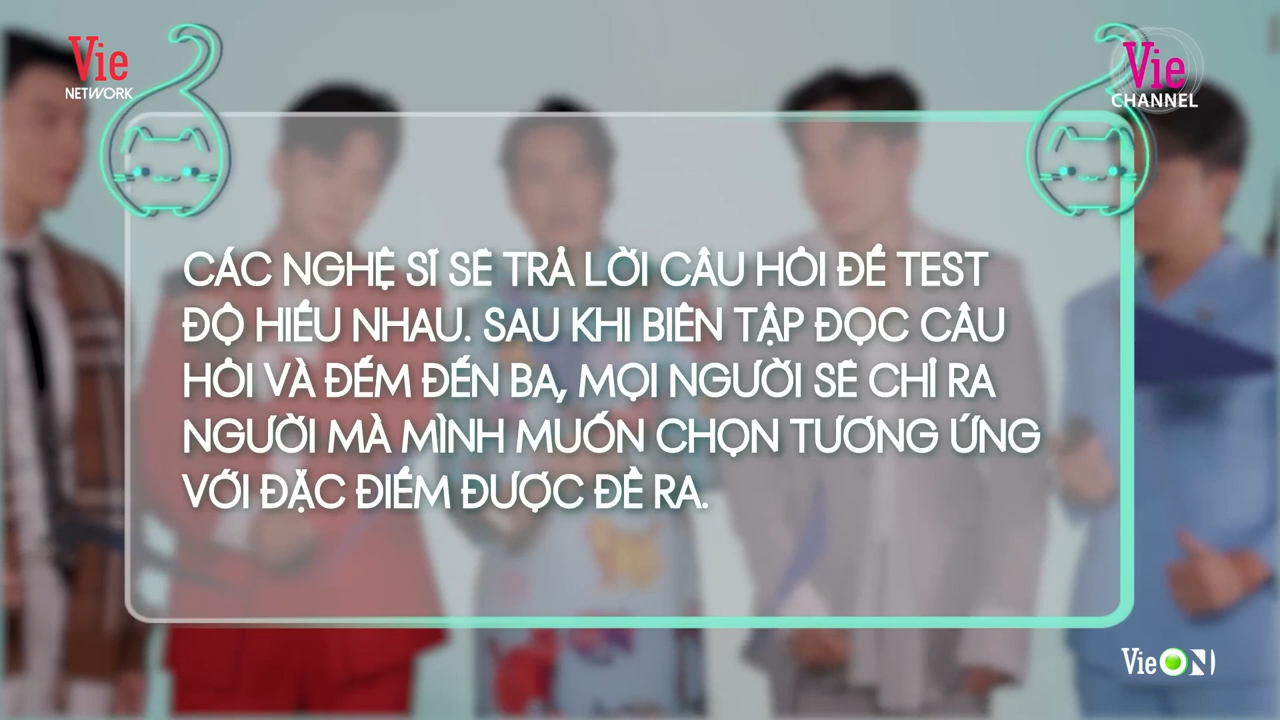 Vie
NETWORK
Vie
CHANNEL
CÁC NGHỆ SĨ SẼ TRẢ LỜI CÂU HỎI ĐỂ TEST
ĐỘ HIỂU NHAU. SAU KHI BIÊN TẬP ĐỌC CÂU
HỎI VÀ ĐẾM ĐẾN BA, MỌI NGƯỜI SẼ CHỈ RA
NGƯỜI MÀ MÌNH MUỐN CHỌN TƯƠNG ỨNG
VỚI ĐẶC ĐIỂM ĐƯỢC ĐỀ RA.
VieON